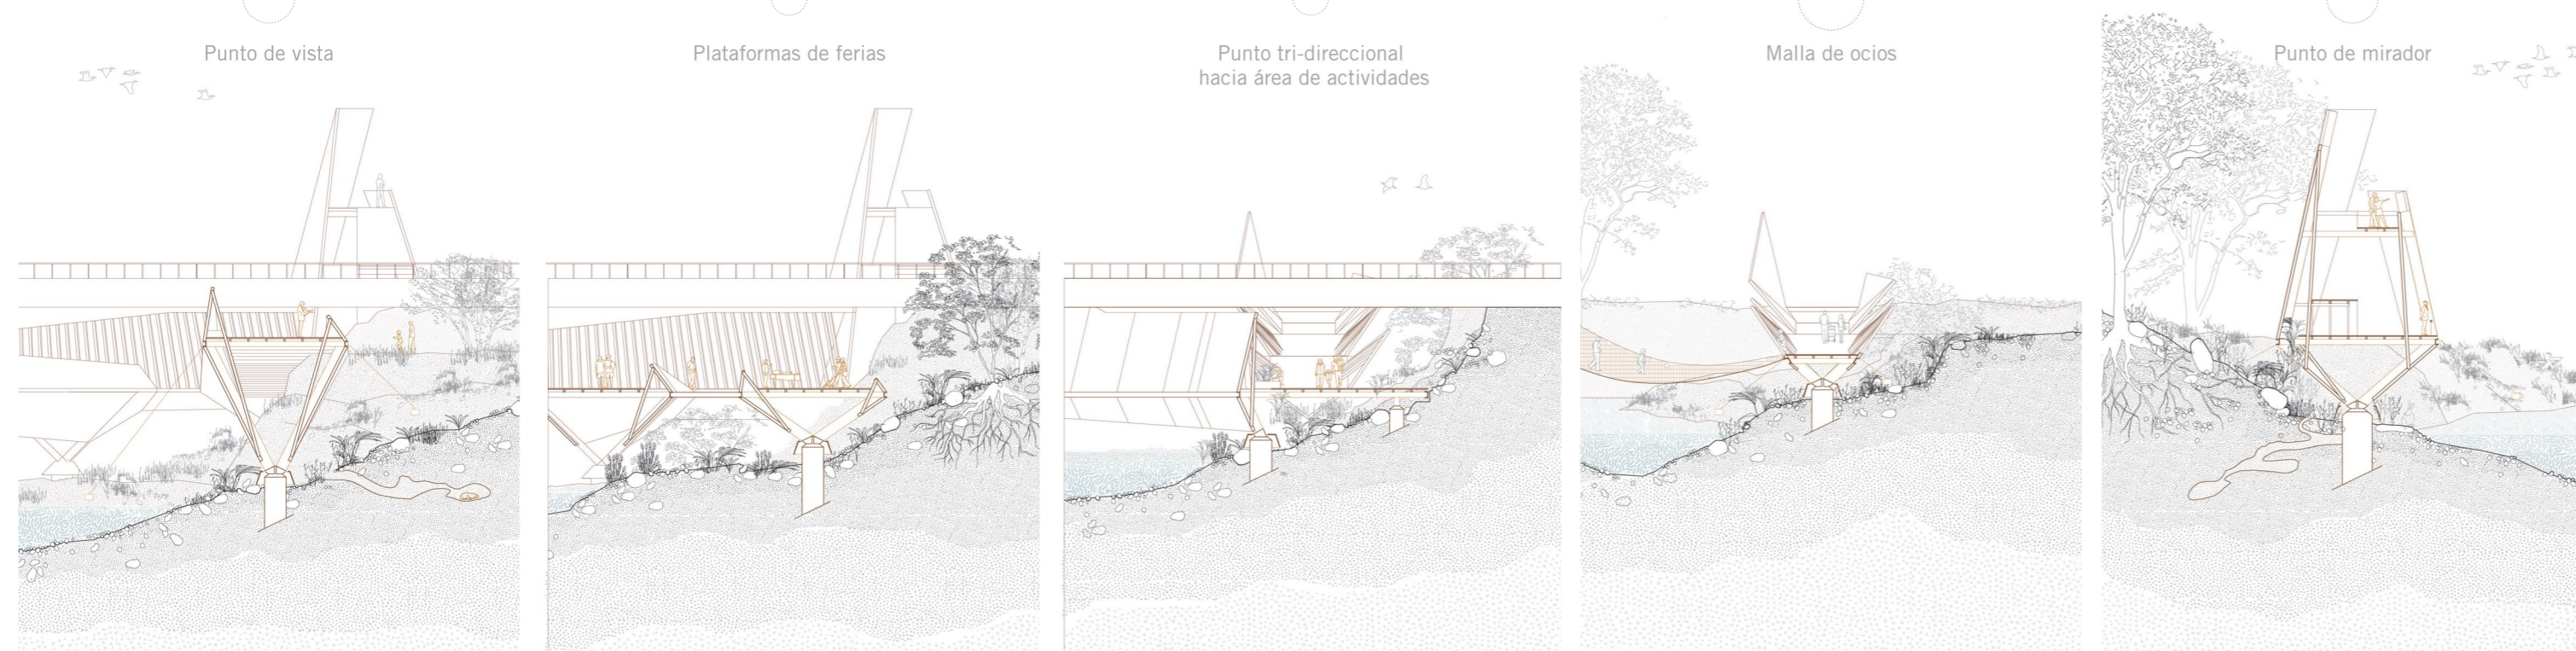 Punto de vista
Plataformas de ferias
Punto tri-direccional
hacia área de actividades
Malla de ocios
Punto de mirador